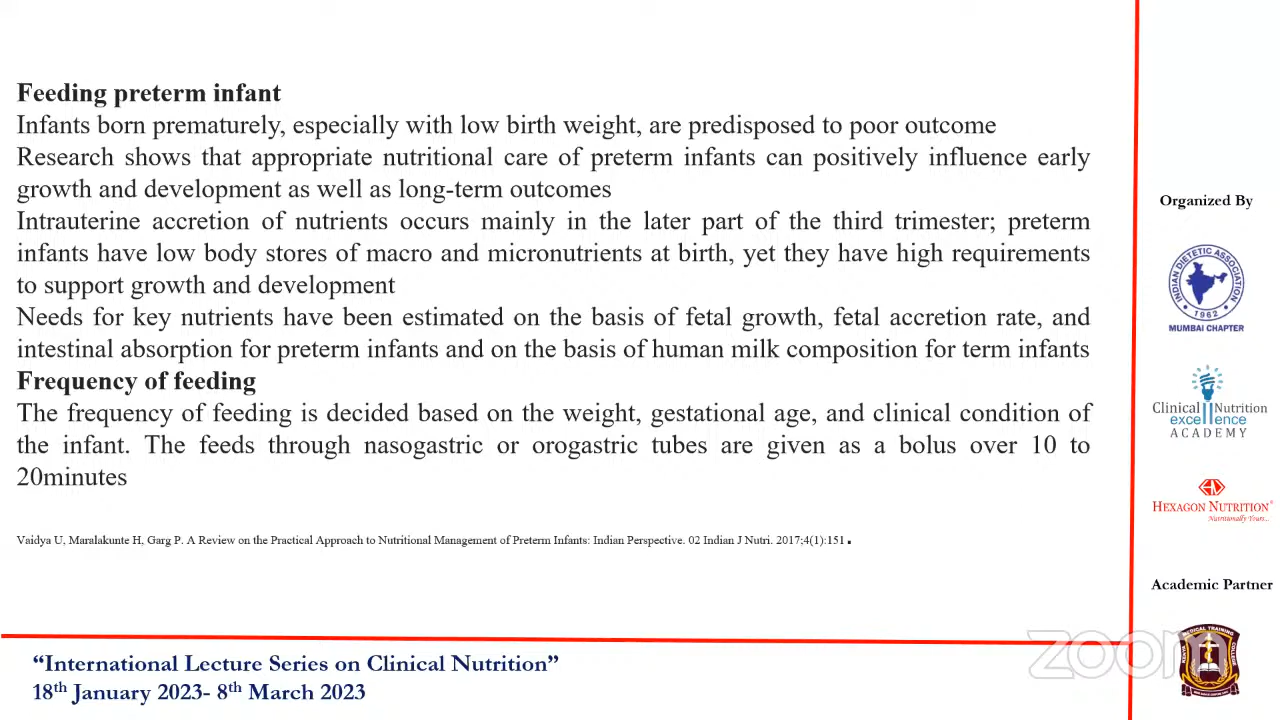 Feeding preterm infant
Infants born prematurely, especially with low birth weight, are predisposed to poor outcome
Research shows that appropriate nutritional care of preterm infants can positively influence early
growth and development as well as long-term outcomes
Intrauterine accretion of nutrients occurs mainly in the later part of the third trimester; preterm
infants have low body stores of macro and micronutrients at birth, yet they have high requirements
to support growth and development
Needs for key nutrients have been estimated on the basis of fetal growth, fetal accretion rate, and
intestinal absorption for preterm infants and on the basis of human milk composition for term infants
Frequency of feeding
The frequency of feeding is decided based on the weight, gestational age, and clinical condition of
the infant. The feeds through nasogastric or orogastric tubes are given as a bolus over 10 to
20minutes
Vaidya U, Maralakunte H, Garg P. A Review on the Practical Approach to Nutritional Management of Preterm Infants: Indian Perspective. 02 Indian J Nutri. 2017;4(1):151.
“International Lecture Series on Clinical Nutrition”
18th January 2023- 8th March 2023
Organized By
INDIAN DIETETIC ASSOCIATION
1962
MUMBAI CHAPTER
Clinical Nutrition
excellence
ACADEMY
HEXAGON NUTRITION®
Nutritionally Yours...
Academic Partner
KENYA MEDICAL TRAINING COLLEGE
zoom